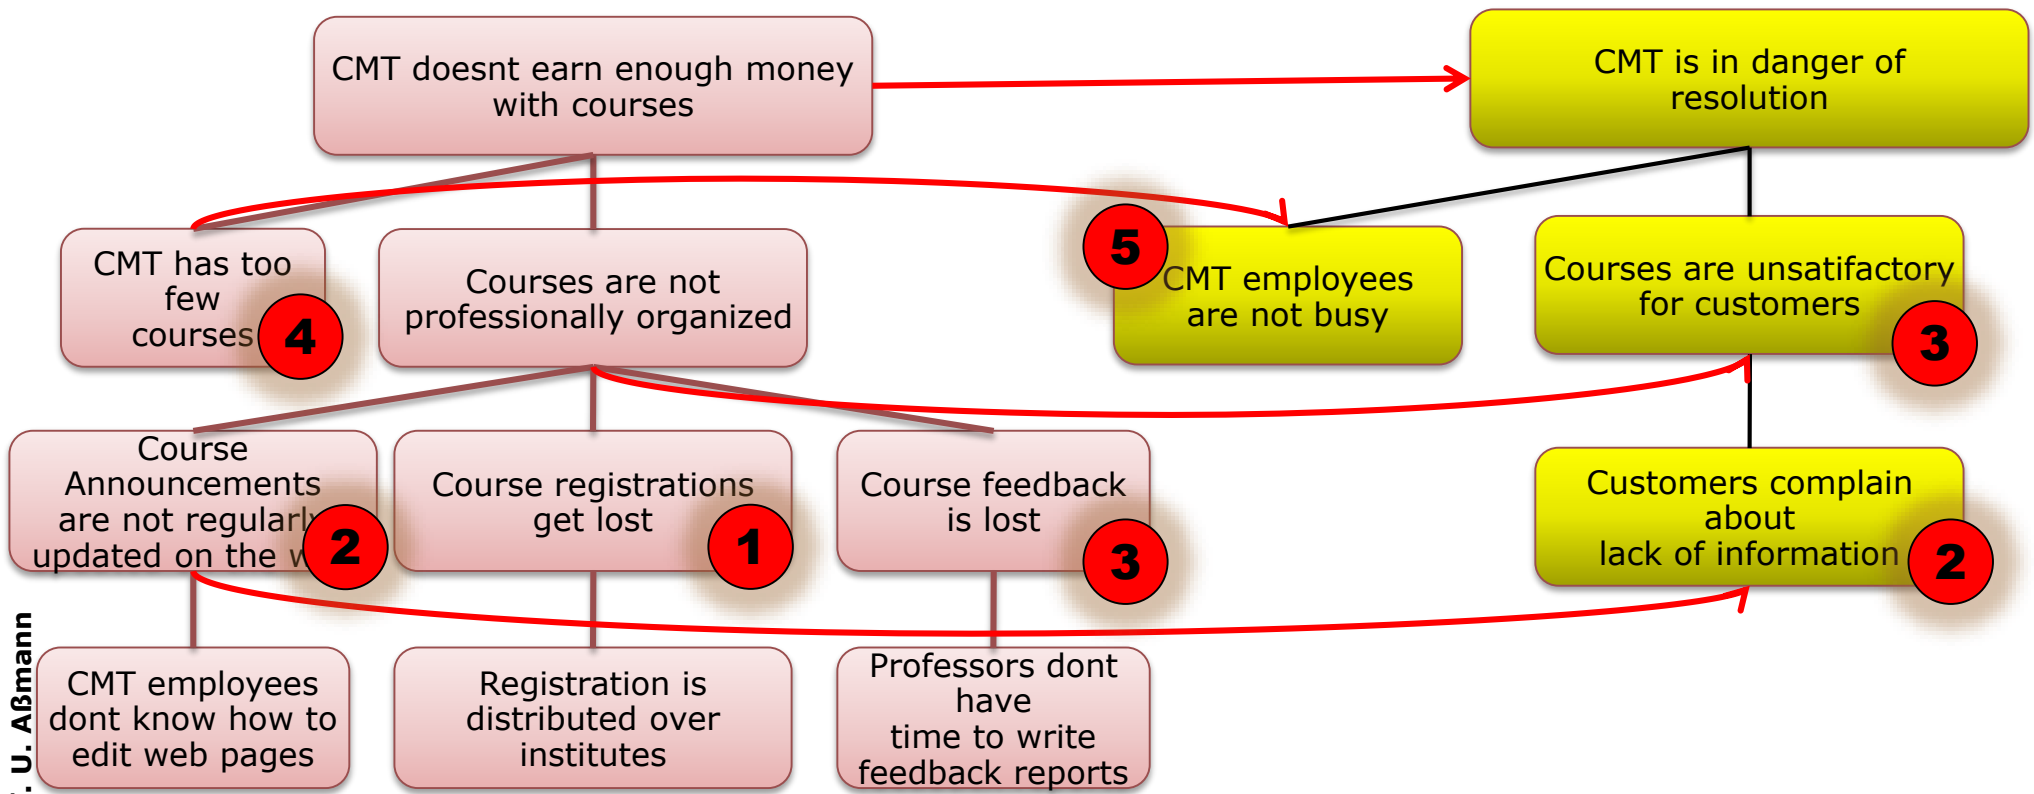 CMT doesnt earn enough money
with courses
CMT is in danger of
resolution
CMT has too
few
courses
4
Courses are not
professionally organized
5
CMT employees
are not busy
Courses are unsatifactory
for customers
3
Course
Announcements
are not regularly
updated on the
2
Course registrations
get lost
1
Course feedback
is lost
3
Customers complain
about
lack of information
2
CMT employees
dont know how to
edit web pages
Registration is
distributed over
institutes
Professors dont
have
time to write
feedback reports
. U. Aßmann